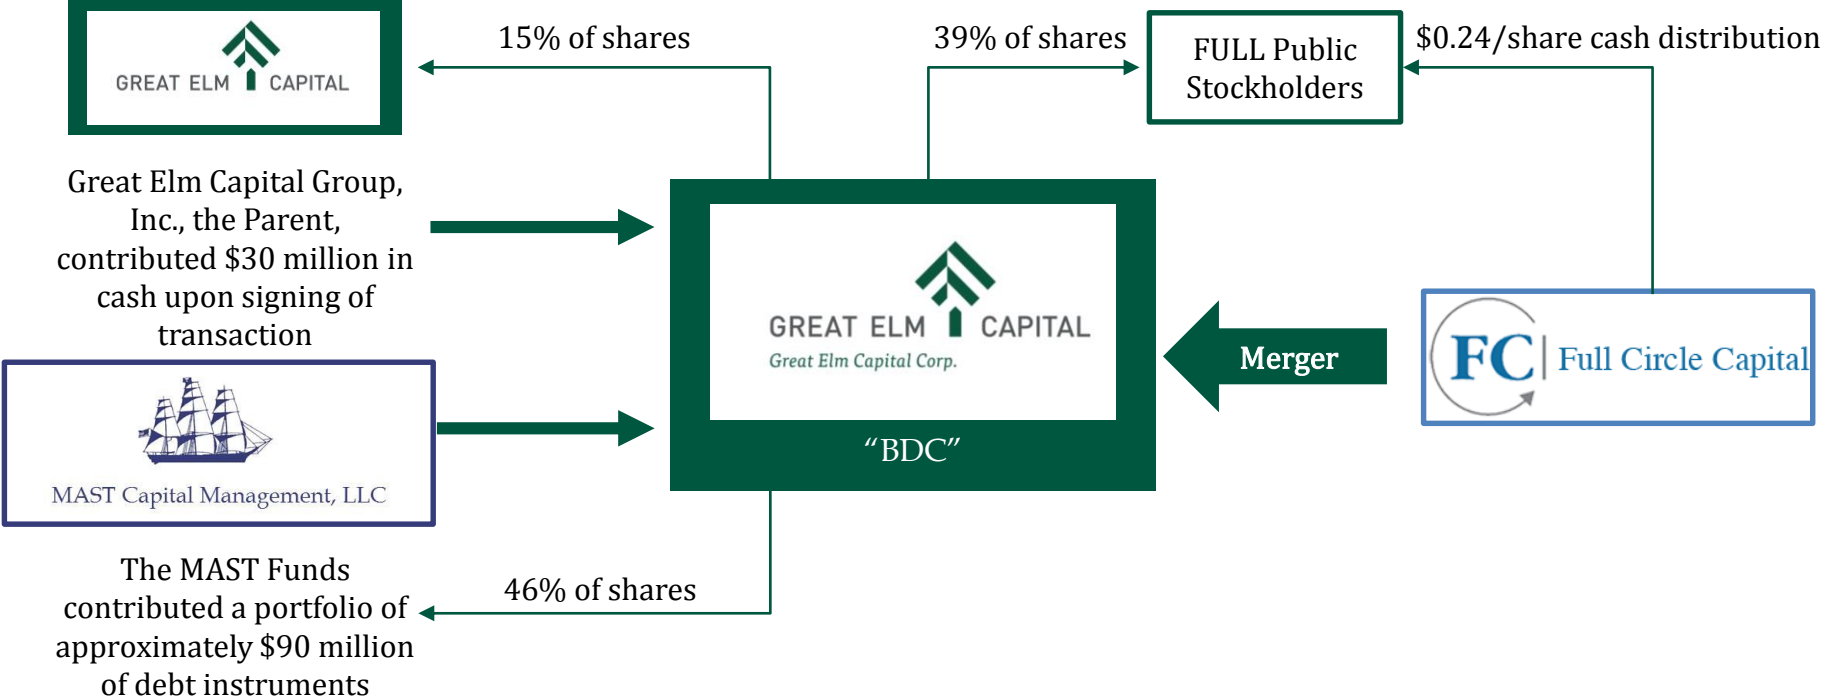 GREAT ELM CAPITAL
15% of shares
39% of shares
FULL Public
Stockholders
$0.24/share cash distribution
Great Elm Capital Group,
Inc., the Parent,
contributed $30 million in
cash upon signing of
transaction
GREAT ELM CAPITAL
Great Elm Capital Corp.
"BDC"
Merger
FC Full Circle Capital
MAST Capital Management, LLC
The MAST Funds
contributed a portfolio of
approximately $90 million
of debt instruments
46% of shares